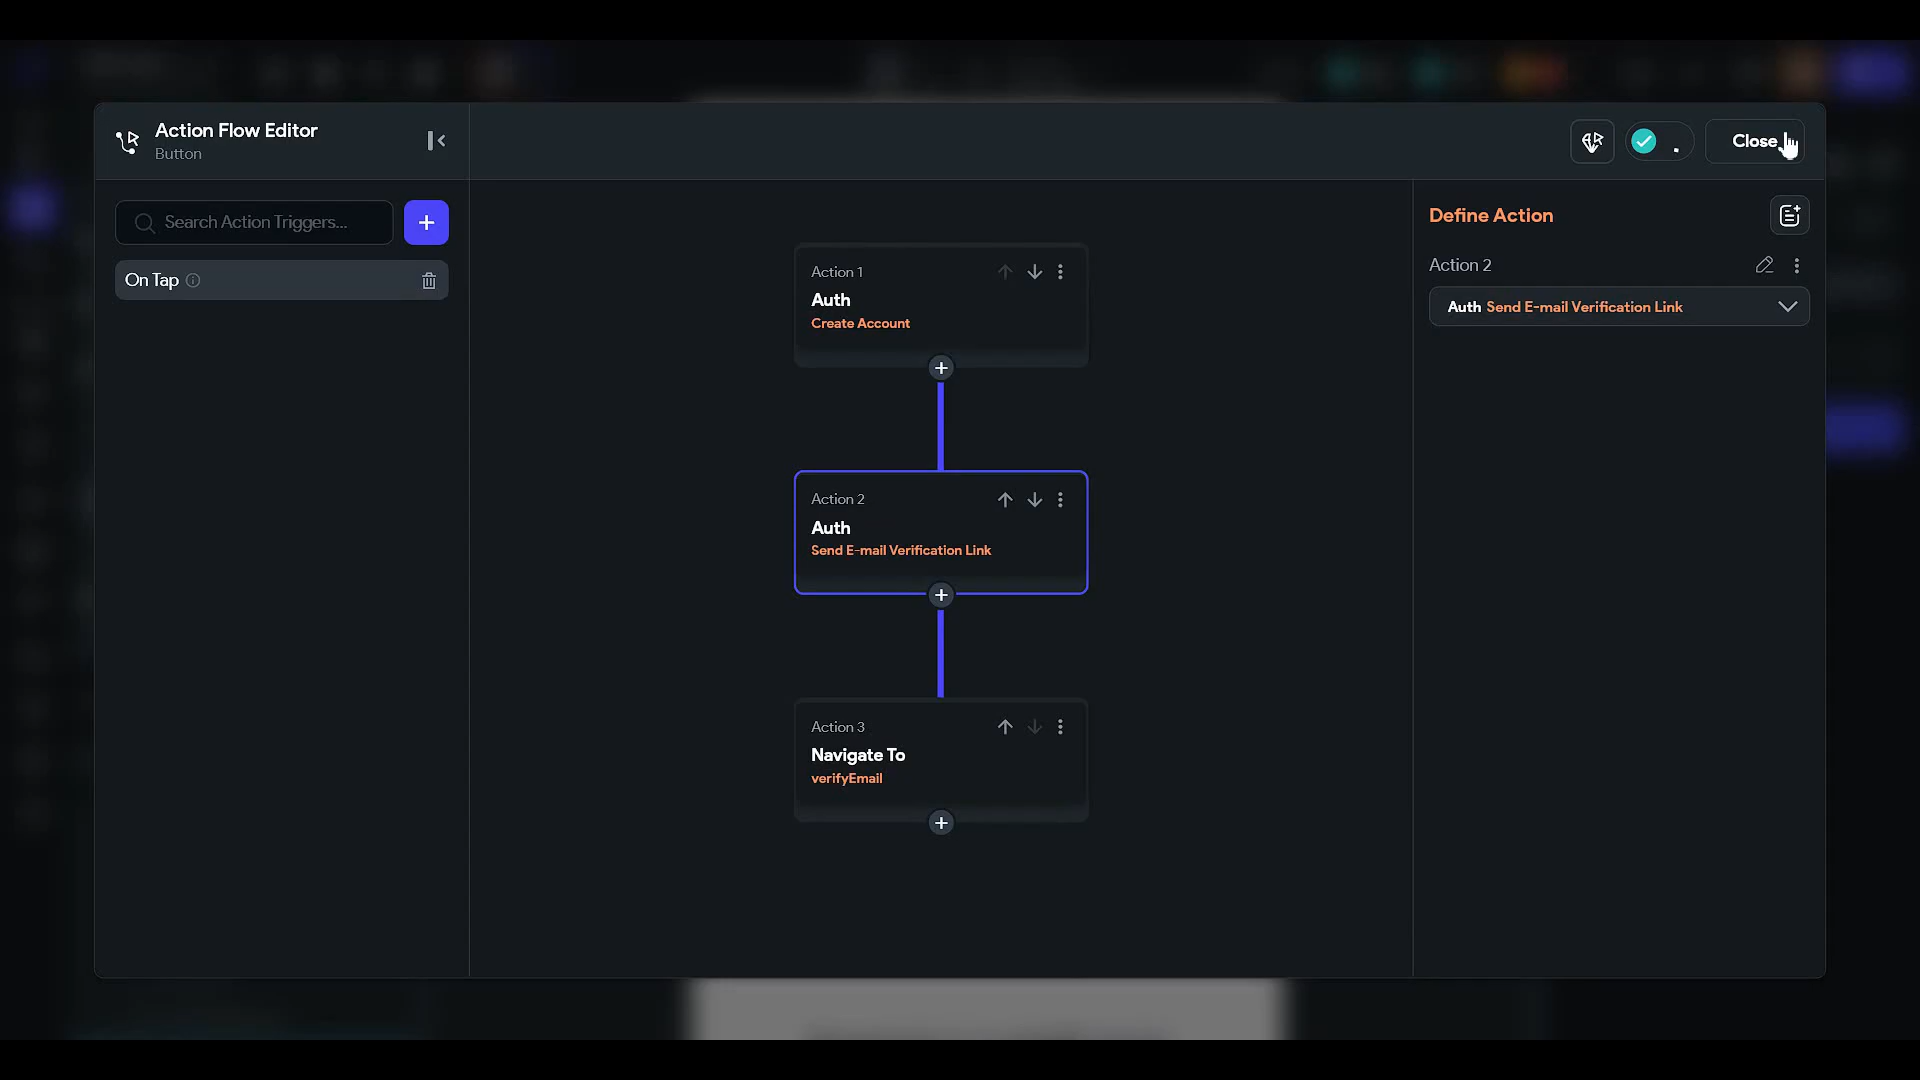 Action Flow Editor
Button
Close
Search Action Triggers...
On Tap
Action 1
Auth
Create Account
Action 2
Auth
Send E-mail Verification Link
Action 3
Navigate To
verifyEmail
Define Action
Action 2
Auth Send E-mail Verification Link